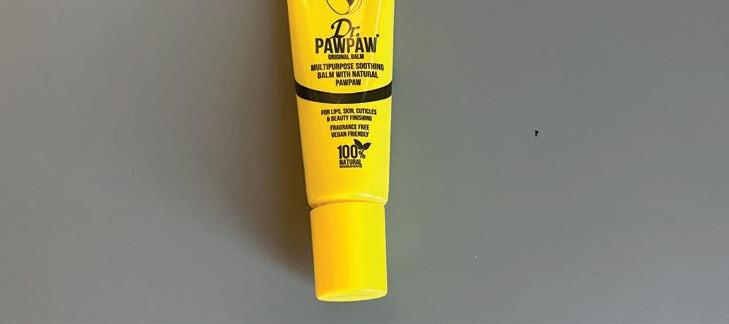 Dr.
PAWPAW
ORIGINAL BALM
MULTIPURPOSE SOOTHING
BALM WITH NATURAL
PAWPAW
FOR LIPS, SKIN, CUTICLES
& BEAUTY FINISHING
FRAGRANCE FREE
VEGAN FRIENDLY
100%
NATURAL